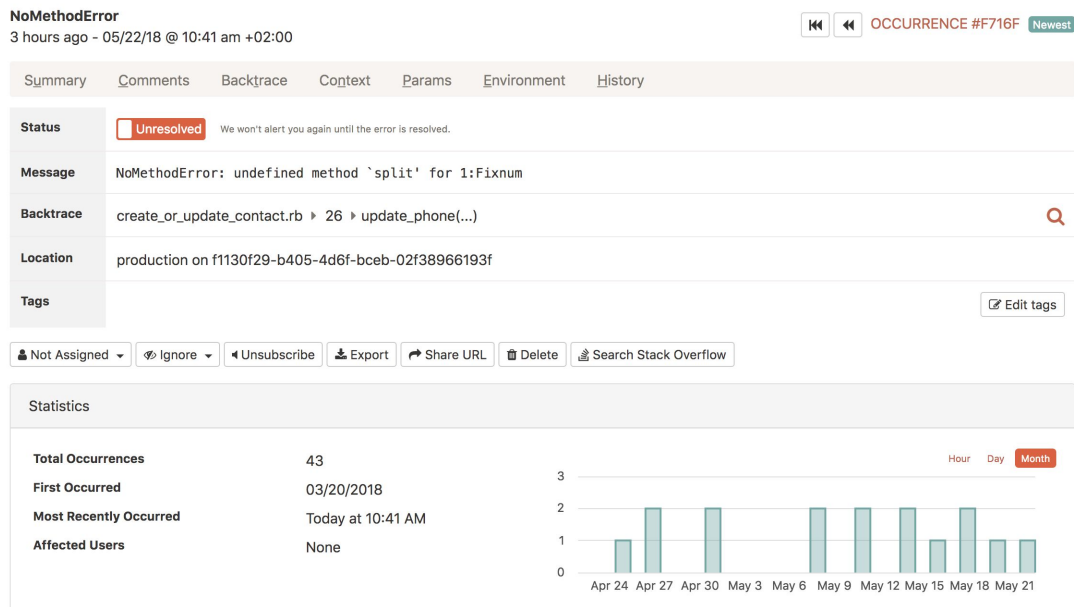 NoMethodError
3 hours ago - 05/22/18 @ 10:41 am +02:00
OCCURRENCE #F716F Newest
Summary Comments Backtrace Context Params Environment History
Status Unresolved We won't alert you again until the error is resolved.
Message NoMethodError: undefined method `split' for 1:Fixnum
Backtrace create_or_update_contact.rb 26 update_phone(...)
Location production on f1130f29-b405-4d6f-bceb-02f38966193f
Tags Edit tags
Not Assigned Ignore Unsubscribe Export Share URL Delete Search Stack Overflow
Statistics
Total Occurrences 43
First Occurred 03/20/2018
Most Recently Occurred Today at 10:41 AM
Affected Users None
Hour Day Month
3
2
1
0
Apr 24 Apr 27 Apr 30 May 3 May 6 May 9 May 12 May 15 May 18 May 21